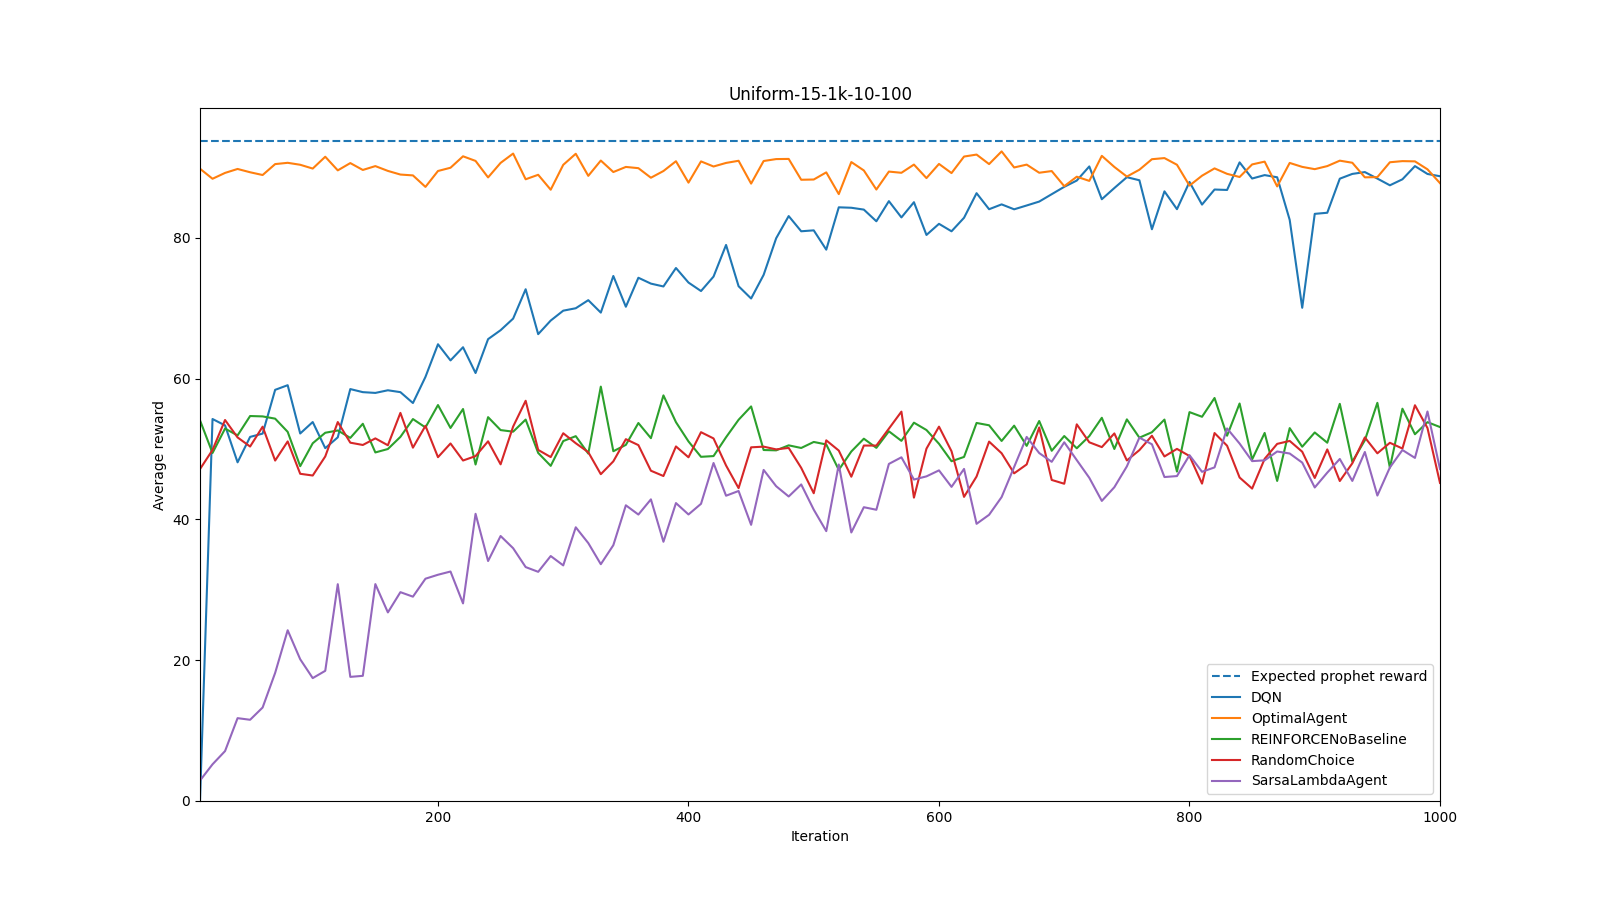 Uniform-15-1k-10-100
Average reward
80
60
40
20
0
200
400
600
800
1000
Iteration
Expected prophet reward
DQN
OptimalAgent
REINFORCENoBaseline
RandomChoice
SarsaLambdaAgent